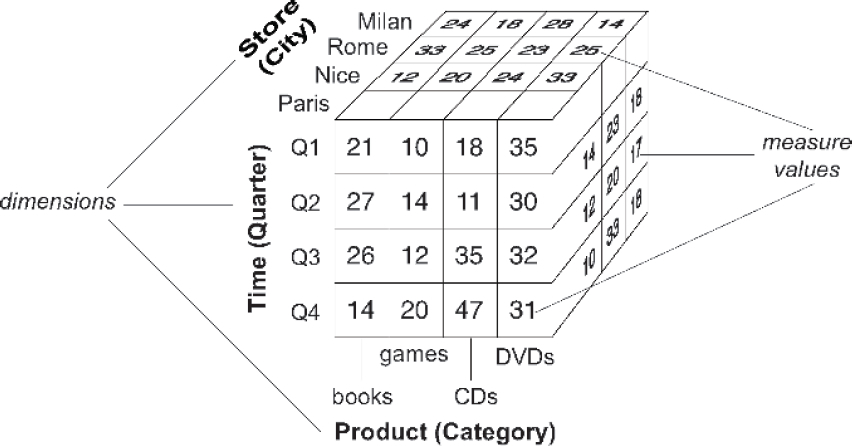 Store
(City)
Milan 24 18 28 14
Rome 33 25 23 25
Nice 12 20 24 33
Paris
Time (Quarter)
Q1 21 10 18 35 14 23 18
Q2 27 14 11 30 12 20 17
Q3 26 12 35 32 10 33 18
Q4 14 20 47 31
dimensions
measure
values
games DVDs
books CDs
Product (Category)